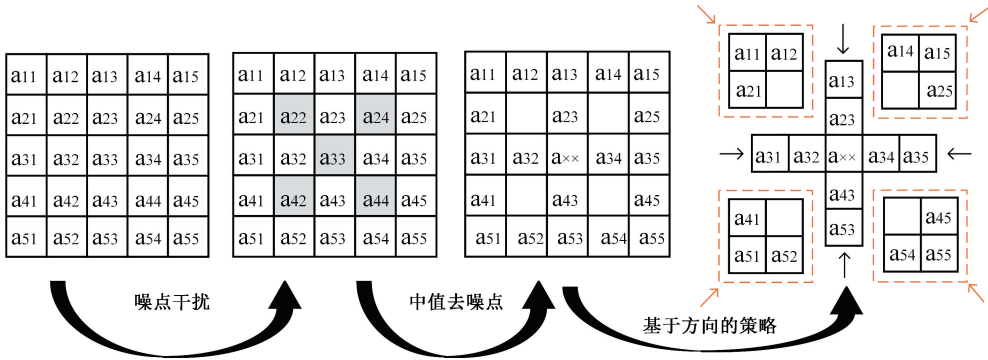 a11 a12 a13 a14 a15
a21 a22 a23 a24 a25
a31 a32 a33 a34 a35
a41 a42 a43 a44 a45
a51 a52 a53 a54 a55
噪点干扰
a11 a12 a13 a14 a15
a21 a22 a23 a24 a25
a31 a32 a33 a34 a35
a41 a42 a43 a44 a45
a51 a52 a53 a54 a55
中值去噪点
a11 a12 a13 a14 a15
a21 a23 a25
a31 a32 a×× a34 a35
a41 a43 a45
a51 a52 a53 a54 a55
基于方向的策略
a11 a12
a21
a14 a15
a25
a13
a23
a31 a32 a×× a34 a35
a43
a53
a41
a51 a52
a45
a54 a55